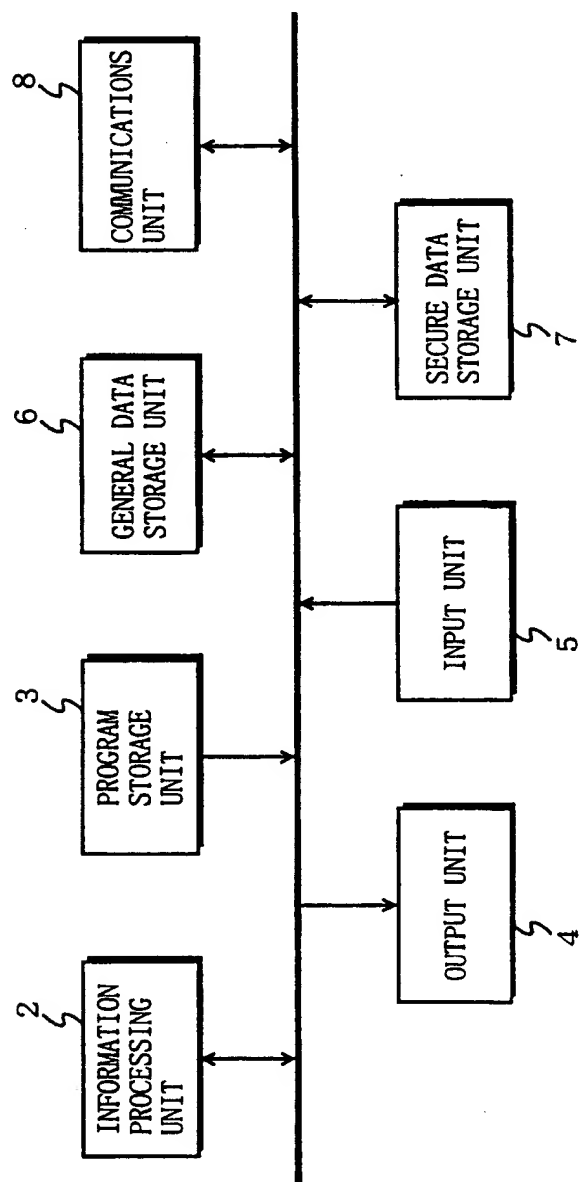 2
INFORMATION
PROCESSING
UNIT
3
PROGRAM
STORAGE
UNIT
6
GENERAL DATA
STORAGE UNIT
8
COMMUNICATIONS
UNIT
OUTPUT UNIT
4
INPUT UNIT
5
SECURE DATA
STORAGE UNIT
7